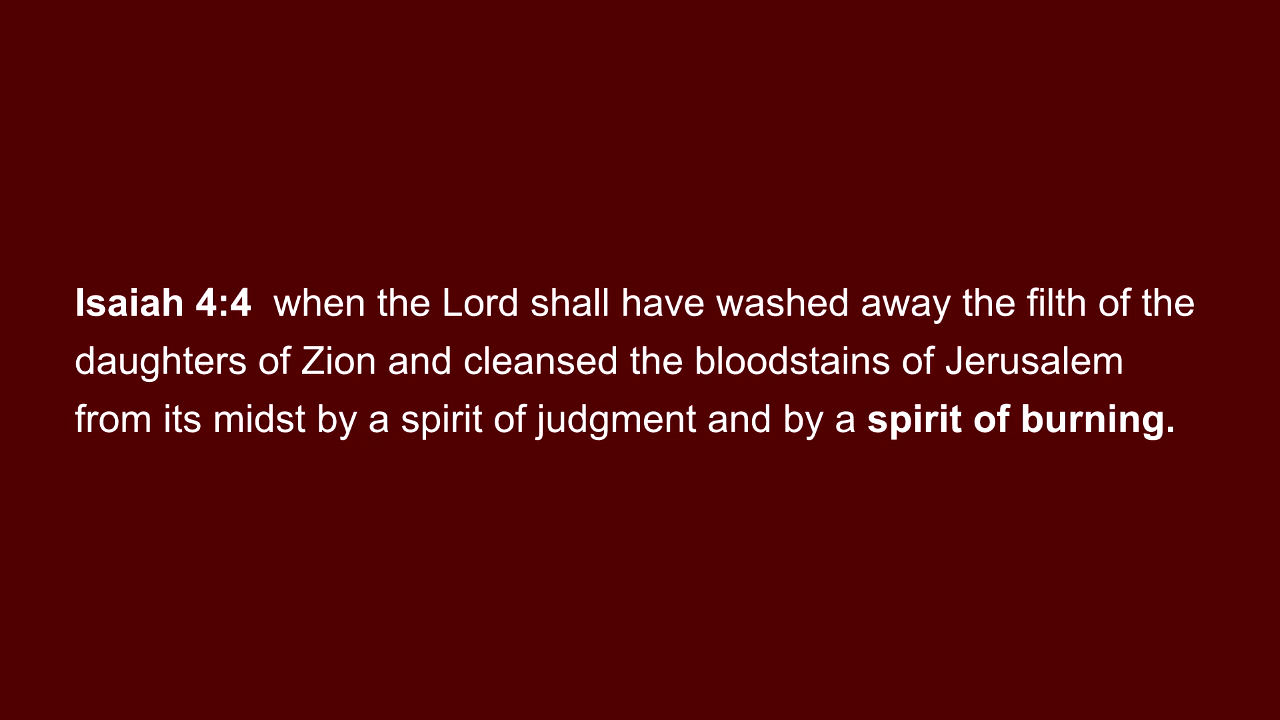 Isaiah 4:4  when the Lord shall have washed away the filth of the
daughters of Zion and cleansed the bloodstains of Jerusalem
from its midst by a spirit of judgment and by a spirit of burning.